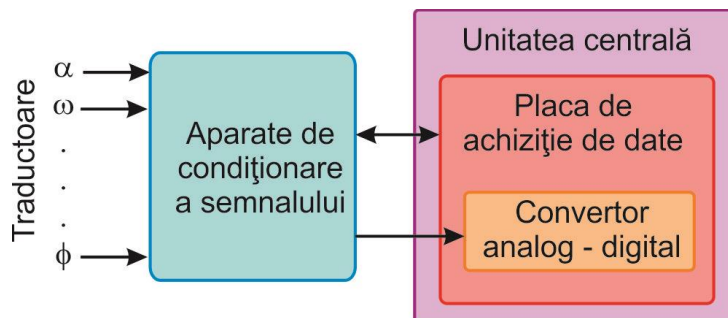 Traductoare
α
ω
.
.
.
ϕ
Aparate de
condiţionare
a semnalului
Unitatea centrală
Placa de
achiziţie de date
Convertor
analog - digital